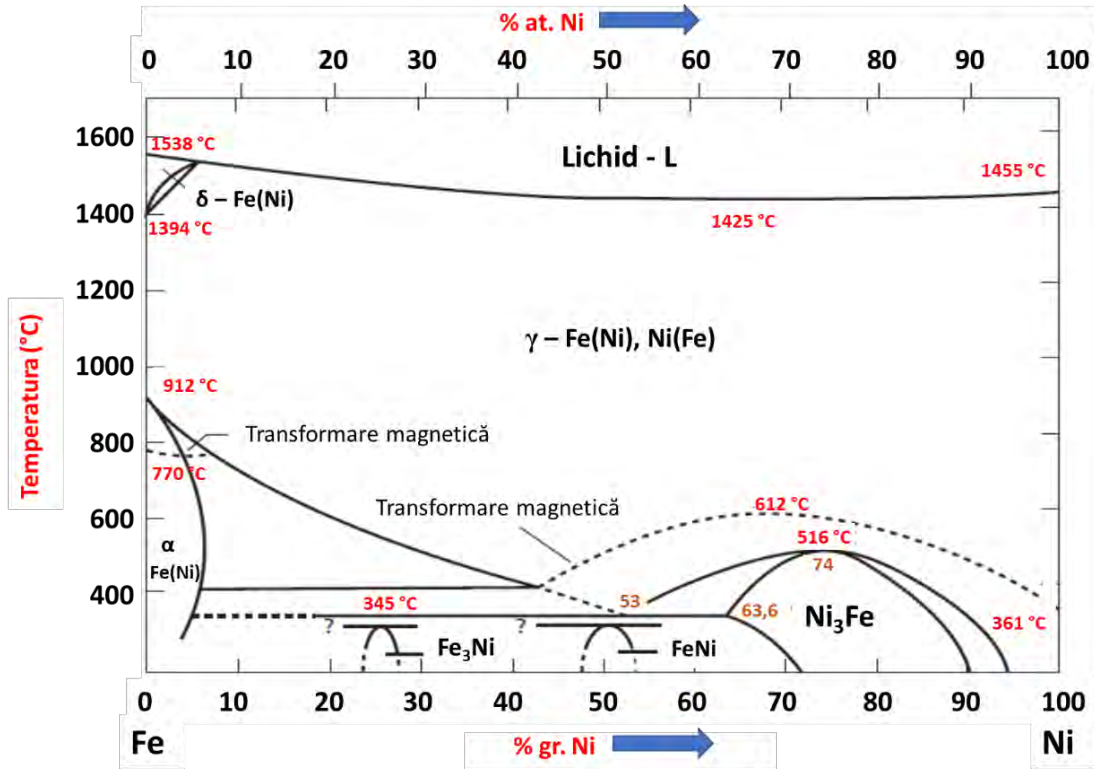 % at. Ni
0 10 20 30 40 50 60 70 80 90 100
1600
1538 °C
Lichid - L
1455 °C
δ – Fe(Ni)
1400
1394 °C
1425 °C
1200
γ – Fe(Ni), Ni(Fe)
Temperatura (°C)
1000
912 °C
800
Transformare magnetică
770 °C
Transformare magnetică
612 °C
600
516 °C
α
Fe(Ni)
74
400
345 °C
53
63,6
Ni₃Fe
361 °C
?
Fe₃Ni
?
FeNi
0 10 20 30 40 50 60 70 80 90 100
Fe
% gr. Ni
Ni